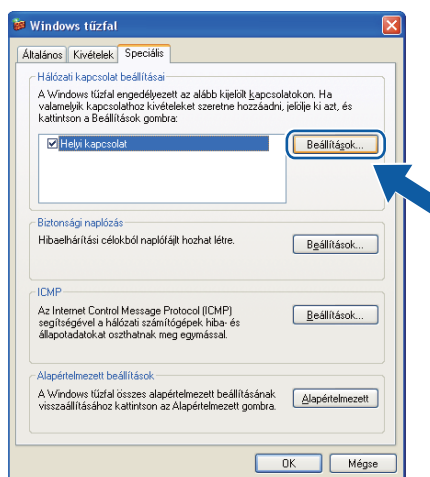 Windows tűzfal
Általános Kivételek Speciális
Hálózati kapcsolat beállításai
A Windows tűzfal engedélyezett az alább kijelölt kapcsolatokon. Ha
valamelyik kapcsolathoz kivételeket szeretne hozzáadni, jelölje ki azt, és
kattintson a Beállítások gombra:
Helyi kapcsolat
Beállítások...
Biztonsági naplózás
Hibaelhárítási célokból naplófájlt hozhat létre.
Beállítások...
ICMP
Az Internet Control Message Protocol (ICMP)
segítségével a hálózati számítógépek hiba- és
állapotadatokat oszthatnak meg egymással.
Beállítások...
Alapértelmezett beállítások
A Windows tűzfal összes alapértelmezett beállításának
visszaállításához kattintson az Alapértelmezett gombra.
Alapértelmezett
OK Mégse